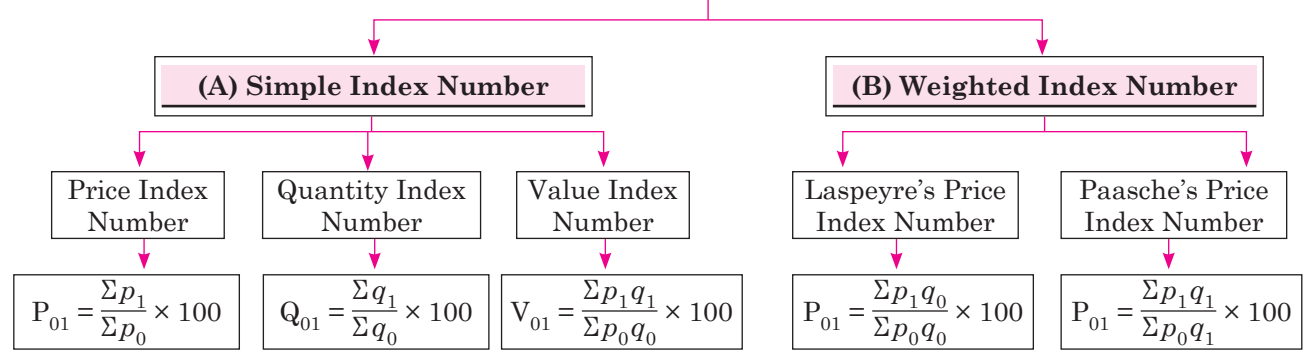 (A) Simple Index Number
(B) Weighted Index Number
Price Index
Number
Quantity Index
Number
Value Index
Number
Laspeyre's Price
Index Number
Paasche's Price
Index Number
P₀₁ = Σp₁/Σp₀ × 100
Q₀₁ = Σq₁/Σq₀ × 100
V₀₁ = Σp₁q₁/Σp₀q₀ × 100
P₀₁ = Σp₁q₀/Σp₀q₀ × 100
P₀₁ = Σp₁q₁/Σp₀q₁ × 100